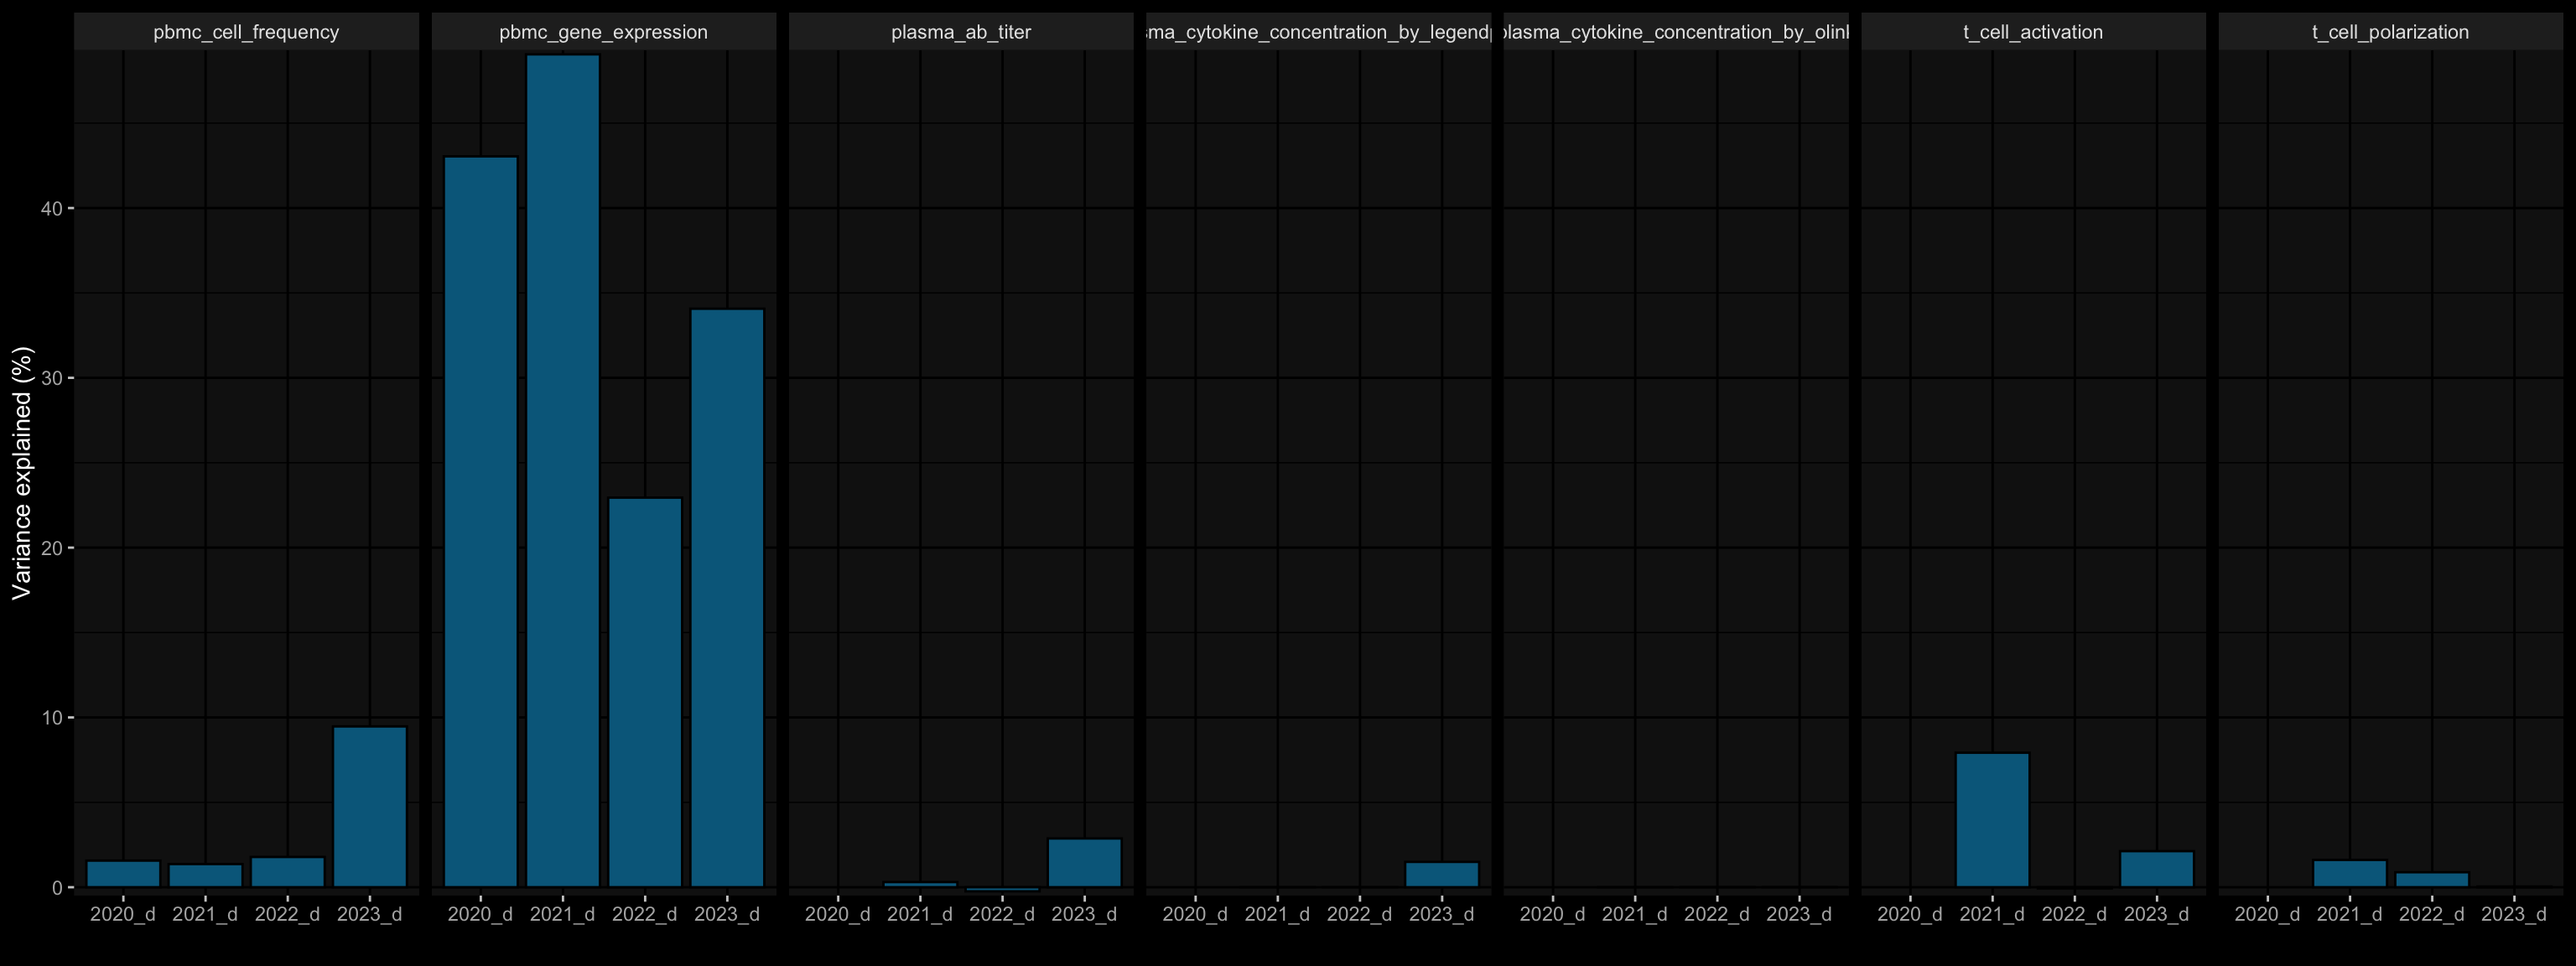 pbmc_cell_frequency pbmc_gene_expression plasma_ab_titer sma_cytokine_concentration_by_legendp plasma_cytokine_concentration_by_olink t_cell_activation t_cell_polarization
Variance explained (%)
40
30
20
10
0
2020_d 2021_d 2022_d 2023_d 2020_d 2021_d 2022_d 2023_d 2020_d 2021_d 2022_d 2023_d 2020_d 2021_d 2022_d 2023_d 2020_d 2021_d 2022_d 2023_d 2020_d 2021_d 2022_d 2023_d 2020_d 2021_d 2022_d 2023_d